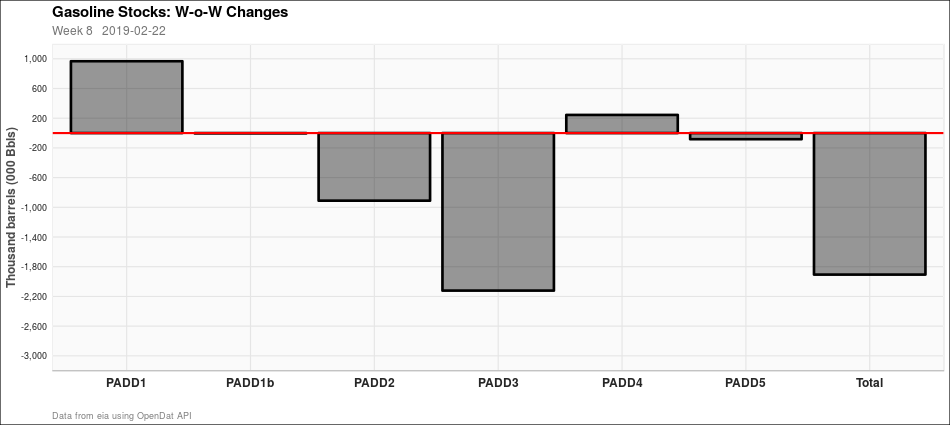 Gasoline Stocks: W-o-W Changes
Week 8 2019-02-22
Thousand barrels (000 Bbls)
1,000
600
200
-200
-600
-1,000
-1,400
-1,800
-2,200
-2,600
-3,000
PADD1 PADD1b PADD2 PADD3 PADD4 PADD5 Total
Data from eia using OpenDat API